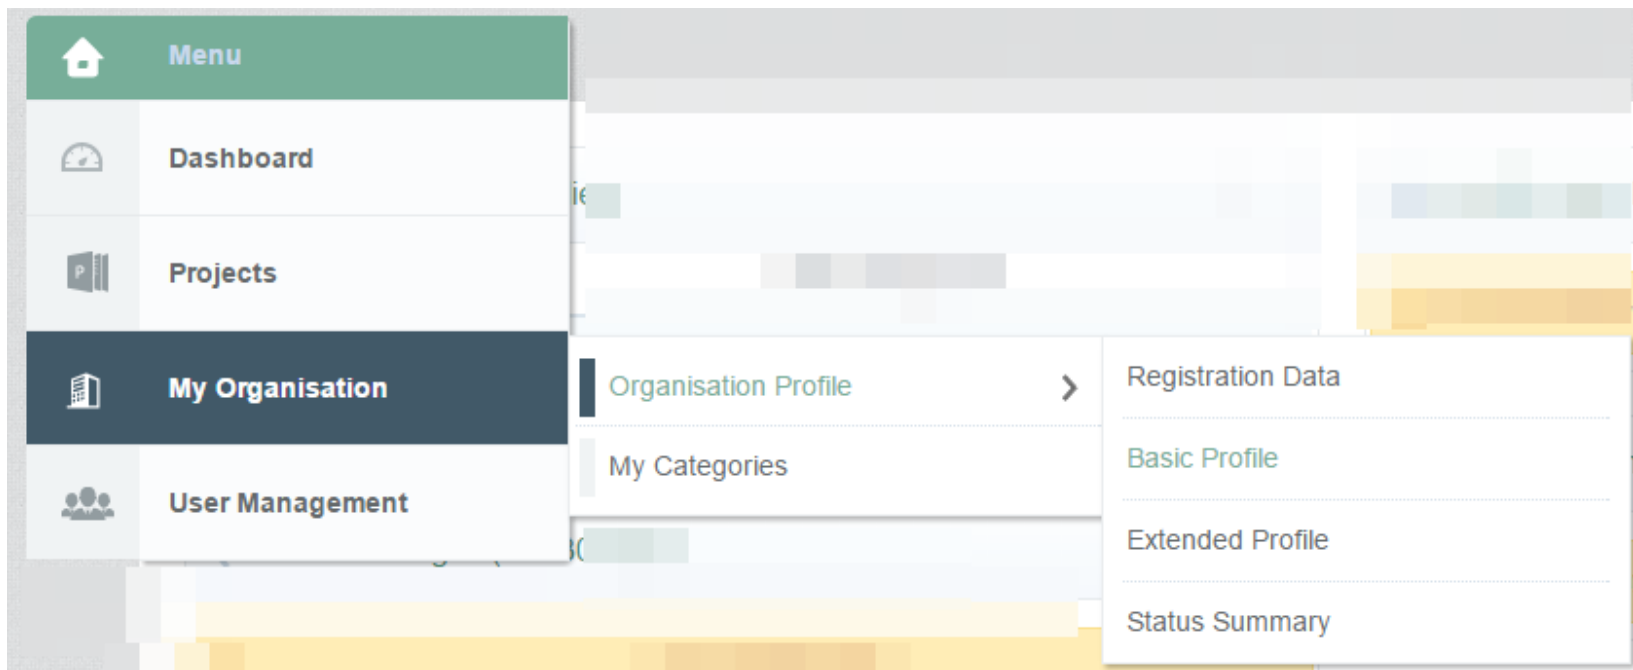 Menu
Dashboard
Projects
My Organisation
User Management
Organisation Profile
My Categories
Registration Data
Basic Profile
Extended Profile
Status Summary